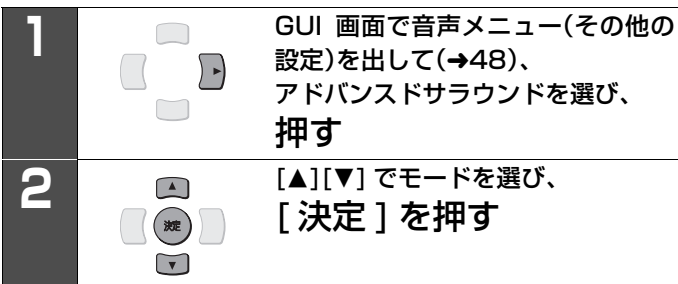 1
GUI 画面で音声メニュー(その他の
設定)を出して(➜48)、
アドバンスドサラウンドを選び、
押す
2
[▲][▼] でモードを選び、
[ 決定 ] を押す
決定